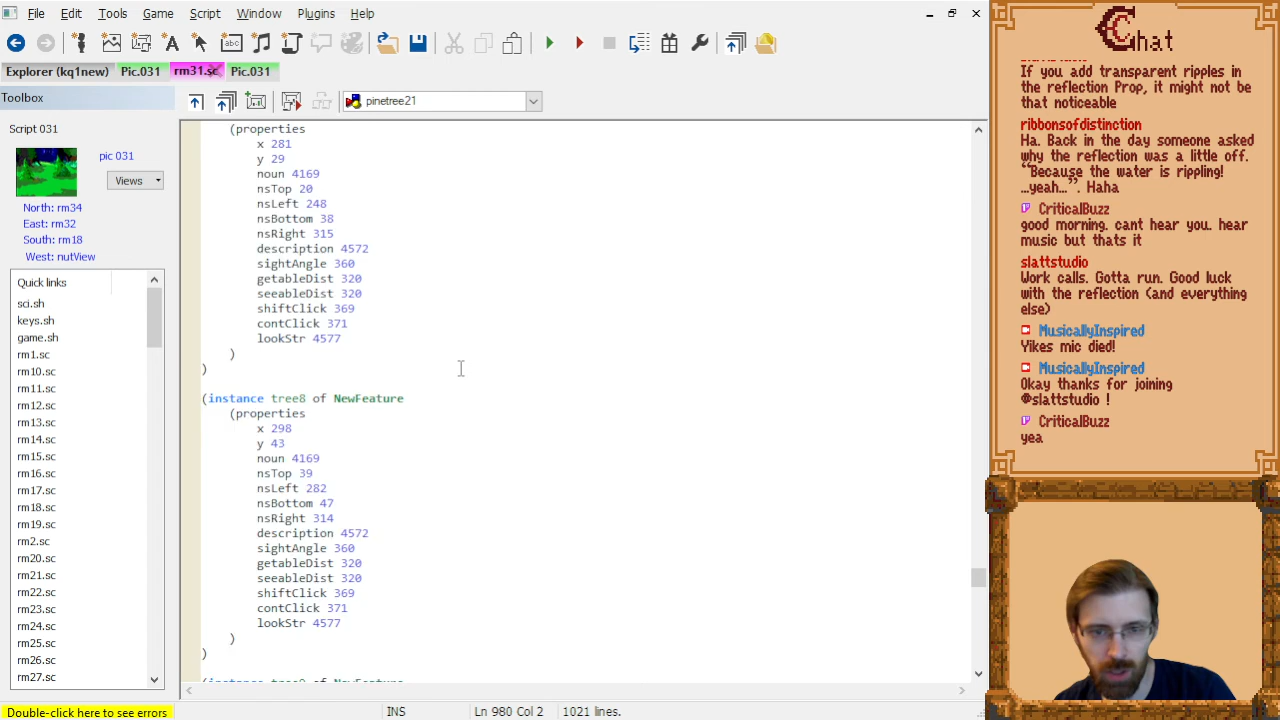 File Edit Tools Game Script Window Plugins Help
Explorer (kq1new) Pic.031 rm31.sc Pic.031
Toolbox
pinetree21
Script 031
pic 031
Views
North: rm34
East: rm32
South: rm18
West: nutView
Quick links
sci.sh
keys.sh
game.sh
rm1.sc
rm10.sc
rm11.sc
rm12.sc
rm13.sc
rm14.sc
rm15.sc
rm16.sc
rm17.sc
rm18.sc
rm19.sc
rm2.sc
rm20.sc
rm21.sc
rm22.sc
rm23.sc
rm24.sc
rm25.sc
rm26.sc
rm27.sc
(properties
x 281
y 29
noun 4169
nsTop 20
nsLeft 248
nsBottom 38
nsRight 315
description 4572
sightAngle 360
getableDist 320
seeableDist 320
shiftClick 369
contClick 371
lookStr 4577
)
)
(instance tree8 of NewFeature
(properties
x 298
y 43
noun 4169
nsTop 39
nsLeft 282
nsBottom 47
nsRight 314
description 4572
sightAngle 360
getableDist 320
seeableDist 320
shiftClick 369
contClick 371
lookStr 4577
)
)
Double-click here to see errors
INS Ln 980 Col 2 1021 lines.
Chat
If you add transparent ripples in
the reflection Prop, it might not be
that noticeable
ribbonsofdistinction
Ha. Back in the day someone asked
why the reflection was a little off.
“Because the water is rippling!
…yeah…”. Haha
CriticalBuzz
good morning. cant hear you. hear
music but thats it
slattstudio
Work calls. Gotta run. Good luck
with the reflection (and everything
else)
MusicallyInspired
Yikes mic died!
MusicallyInspired
Okay thanks for joining
@slattstudio !
CriticalBuzz
yea